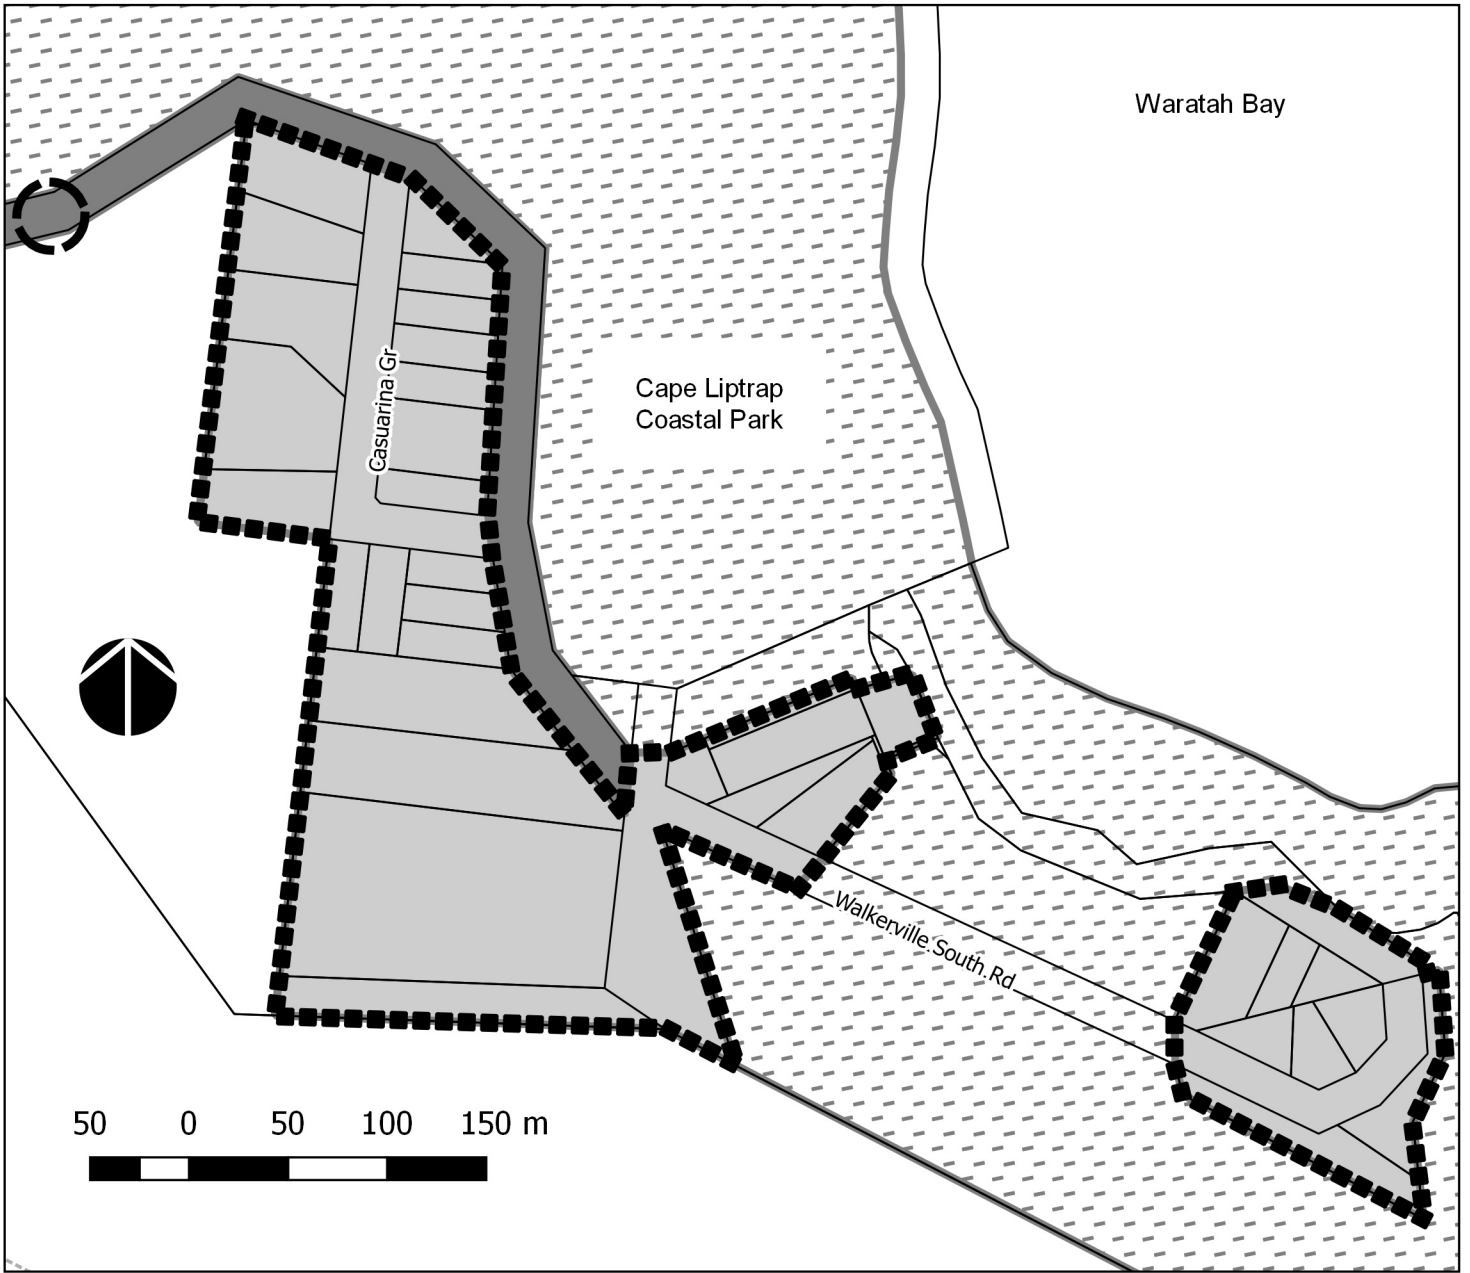 Waratah Bay
Cape Liptrap
Coastal Park
Casuarina Gr
Walkerville South Rd
50 0 50 100 150 m